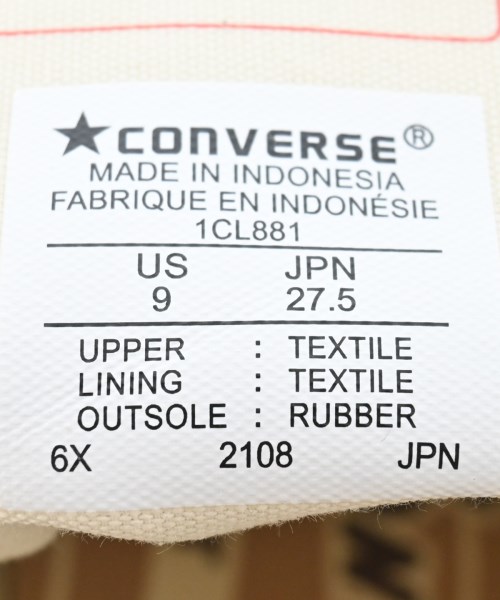 ★CONVERSE®
MADE IN INDONESIA
FABRIQUE EN INDONÉSIE
1CL881
US JPN
9 27.5
UPPER : TEXTILE
LINING : TEXTILE
OUTSOLE : RUBBER
6X 2108 JPN